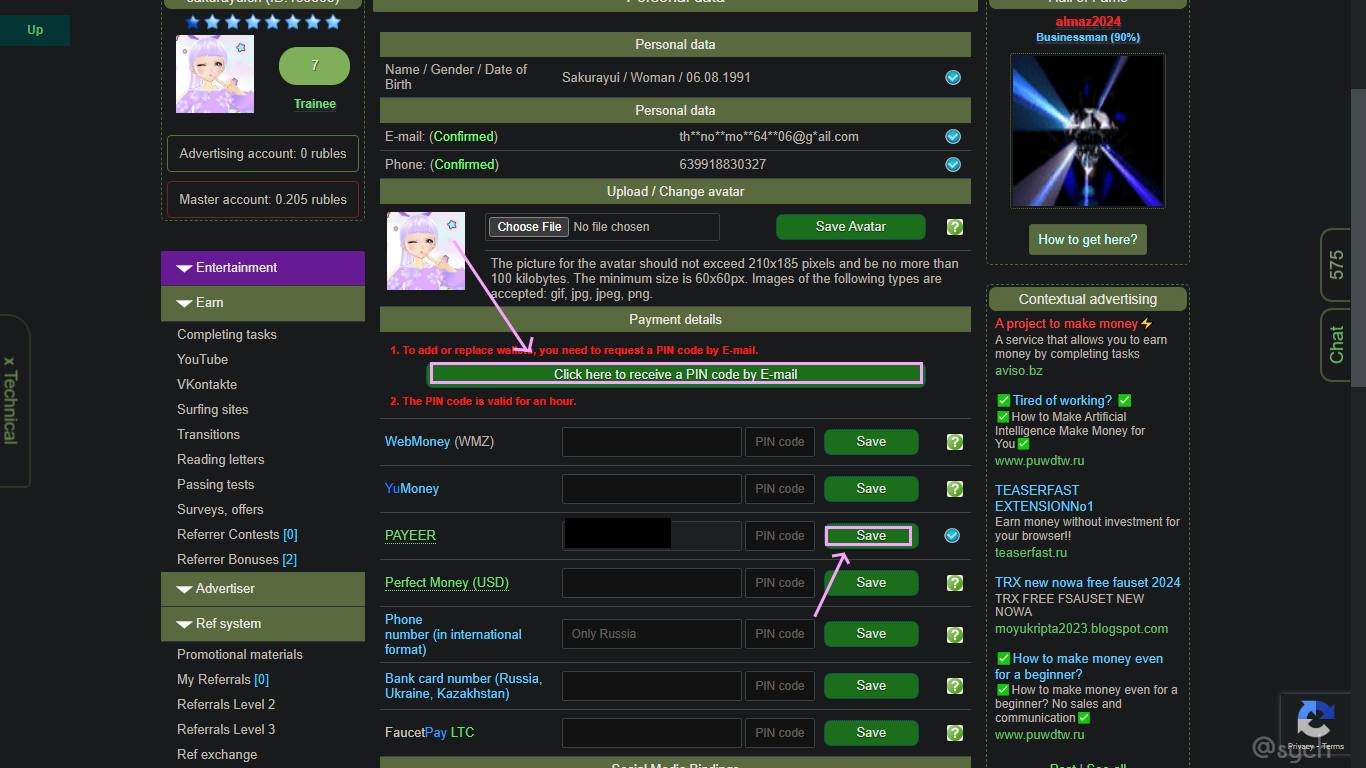 Up
7
Trainee
Advertising account: 0 rubles
Master account: 0.205 rubles
Entertainment
Earn
Completing tasks
YouTube
VKontakte
Surfing sites
Transitions
Reading letters
Passing tests
Surveys, offers
Referrer Contests [0]
Referrer Bonuses [2]
Advertiser
Ref system
Promotional materials
My Referrals [0]
Referrals Level 2
Referrals Level 3
Ref exchange
x Technical
Personal data
Personal data
Name / Gender / Date of
Birth
Sakurayui / Woman / 06.08.1991
Personal data
E-mail: (Confirmed) th**no**mo**64**06@g*ail.com
Phone: (Confirmed) 639918830327
Upload / Change avatar
Choose File No file chosen
Save Avatar
The picture for the avatar should not exceed 210x185 pixels and be no more than
100 kilobytes. The minimum size is 60x60px. Images of the following types are
accepted: gif, jpg, jpeg, png.
Payment details
1. To add or replace wallets, you need to request a PIN code by E-mail.
Click here to receive a PIN code by E-mail
2. The PIN code is valid for an hour.
WebMoney (WMZ) PIN code Save
YuMoney PIN code Save
PAYEER PIN code Save
Perfect Money (USD) PIN code Save
Phone
number (in international
format)
Only Russia PIN code Save
Bank card number (Russia,
Ukraine, Kazakhstan)
PIN code Save
FaucetPay LTC PIN code Save
Social Media Bindings
Hall of Fame
almaz2024
Businessman (90%)
How to get here?
Contextual advertising
A project to make money⚡
A service that allows you to earn
money by completing tasks
aviso.bz
✅ Tired of working? ✅
✅How to Make Artificial
Intelligence Make Money for
You✅
www.puwdtw.ru
TEASERFAST
EXTENSIONNo1
Earn money without investment for
your browser!!
teaserfast.ru
TRX new nowa free fauset 2024
TRX FREE FSAUSET NEW
NOWA
moyukripta2023.blogspot.com
✅How to make money even
for a beginner?
✅How to make money even for a
beginner? No sales and
communication✅
www.puwdtw.ru
Post | See all
575
Chat
Privacy - Terms